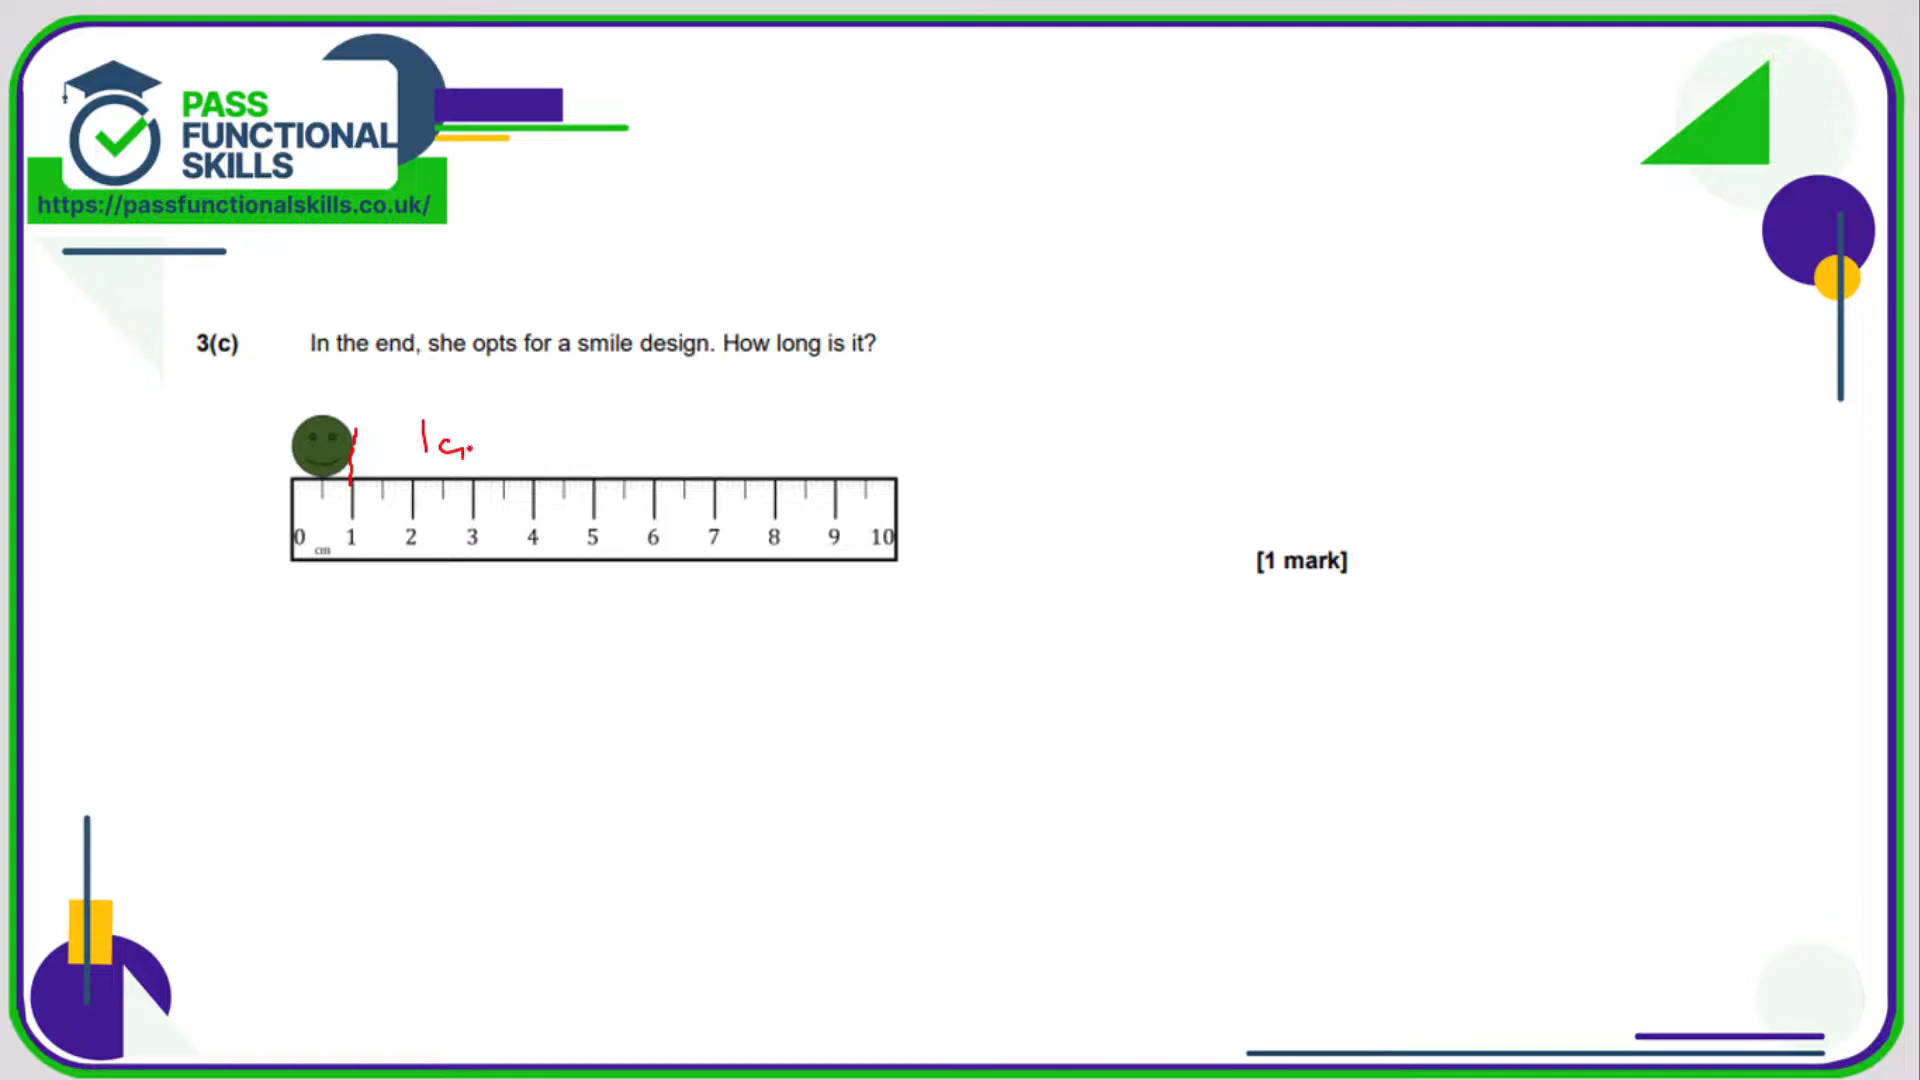 PASS
FUNCTIONAL
SKILLS
https://passfunctionalskills.co.uk/
3(c) In the end, she opts for a smile design. How long is it?
0 1 2 3 4 5 6 7 8 9 10
cm
[1 mark]